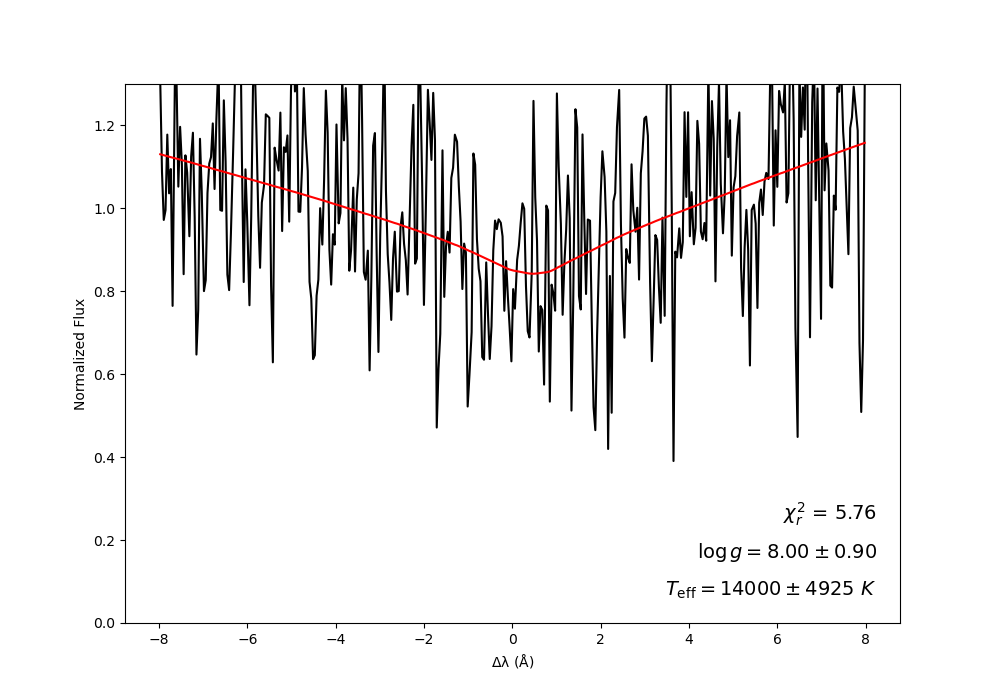 Normalized Flux
1.2
1.0
0.8
0.6
0.4
0.2
0.0
χ²ᵣ = 5.76
log g = 8.00 ± 0.90
T_eff = 14000 ± 4925 K
−8 −6 −4 −2 0 2 4 6 8
Δλ (Å)